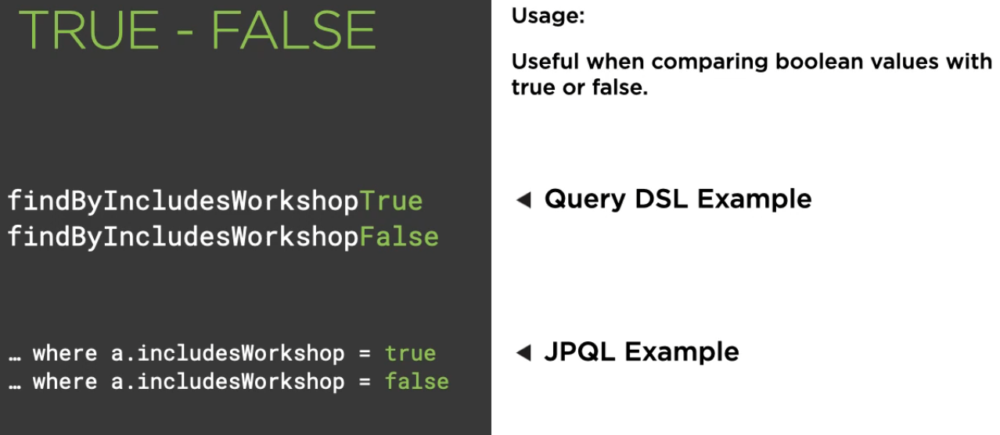 TRUE - FALSE
findByIncludesWorkshopTrue
findByIncludesWorkshopFalse
… where a.includesWorkshop = true
… where a.includesWorkshop = false
Usage:
Useful when comparing boolean values with
true or false.
Query DSL Example
JPQL Example